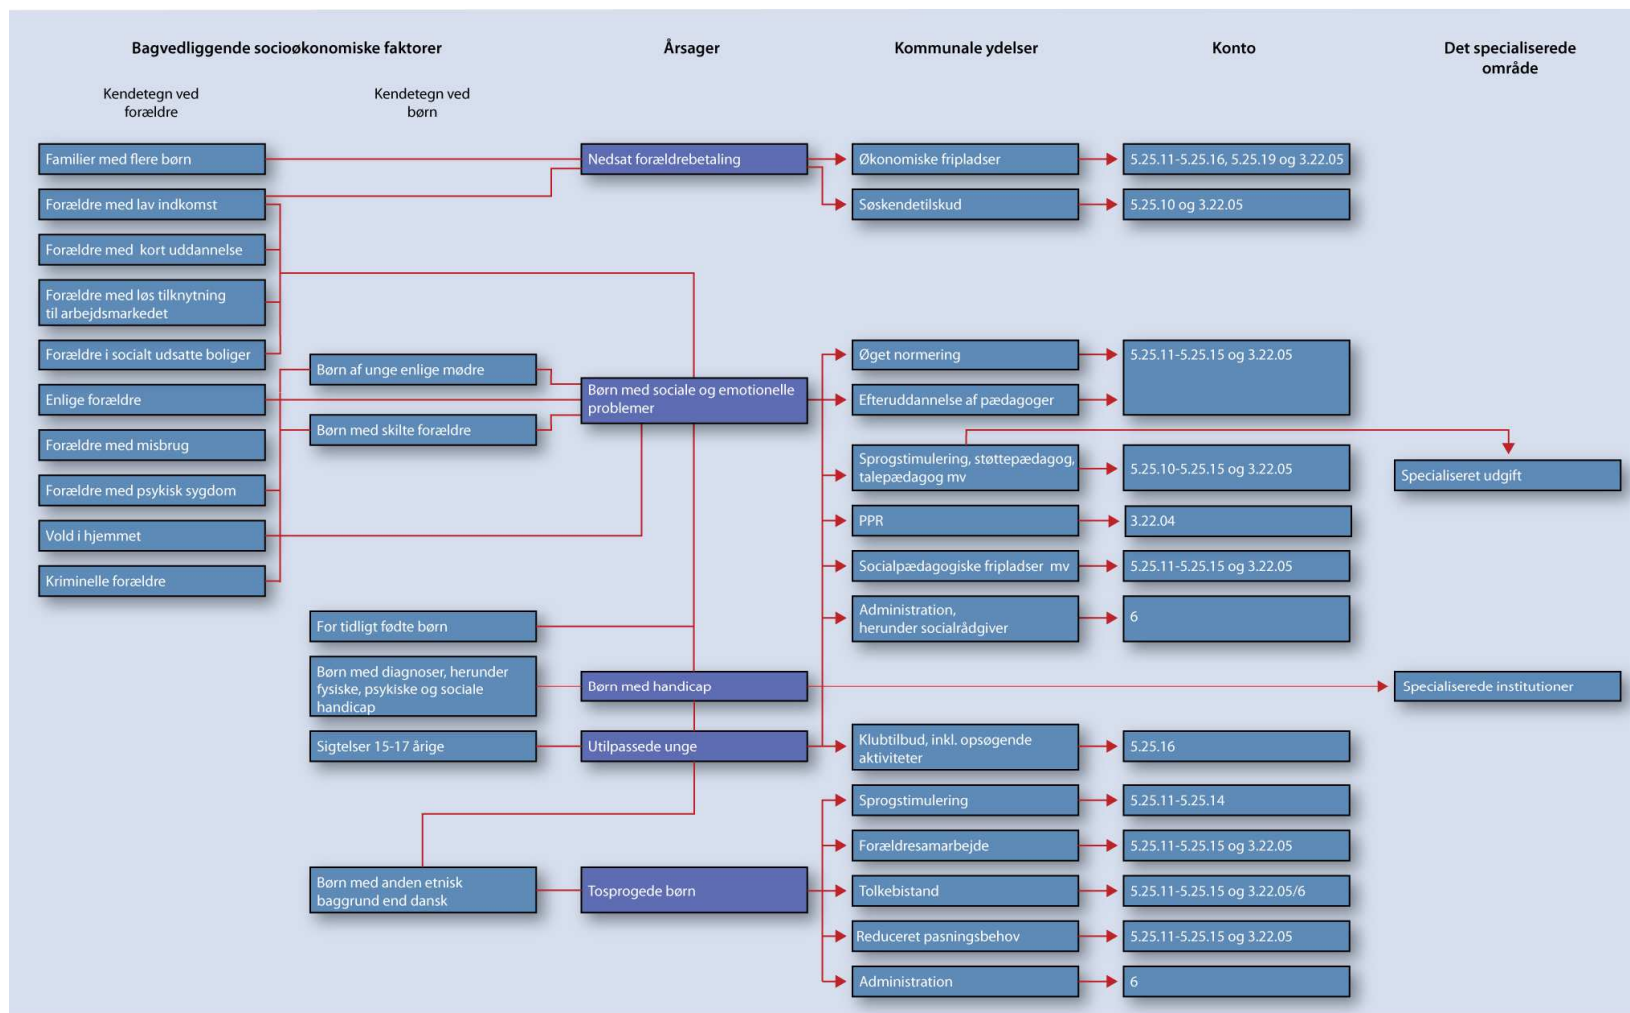 Bagvedliggende socioøkonomiske faktorer
Årsager
Kommunale ydelser
Konto
Det specialiserede
område
Kendetegn ved
forældre
Kendetegn ved
børn
Familier med flere børn
Nedsat forældrebetaling
Økonomiske fripladser
5.25.11-5.25.16, 5.25.19 og 3.22.05
Forældre med lav indkomst
Søskendetilskud
5.25.10 og 3.22.05
Forældre med kort uddannelse
Forældre med løs tilknytning
til arbejdsmarkedet
Forældre i socialt udsatte boliger
Børn af unge enlige mødre
Øget normering
5.25.11-5.25.15 og 3.22.05
Enlige forældre
Børn med sociale og emotionelle
problemer
Efteruddannelse af pædagoger
Forældre med misbrug
Børn med skilte forældre
Sprogstimulering, støttepædagog,
talepædagog mv
5.25.10-5.25.15 og 3.22.05
Specialiseret udgift
Forældre med psykisk sygdom
Vold i hjemmet
PPR
3.22.04
Kriminelle forældre
Socialpædagogiske fripladser mv
5.25.11-5.25.15 og 3.22.05
For tidligt fødte børn
Administration,
herunder socialrådgiver
6
Børn med diagnoser, herunder
fysiske, psykiske og sociale
handicap
Børn med handicap
Specialiserede institutioner
Sigtelser 15-17 årige
Utilpassede unge
Klubtilbud, inkl. opsøgende
aktiviteter
5.25.16
Sprogstimulering
5.25.11-5.25.14
Forældresamarbejde
5.25.11-5.25.15 og 3.22.05
Børn med anden etnisk
baggrund end dansk
Tosprogede børn
Tolkebistand
5.25.11-5.25.15 og 3.22.05/6
Reduceret pasningsbehov
5.25.11-5.25.15 og 3.22.05
Administration
6